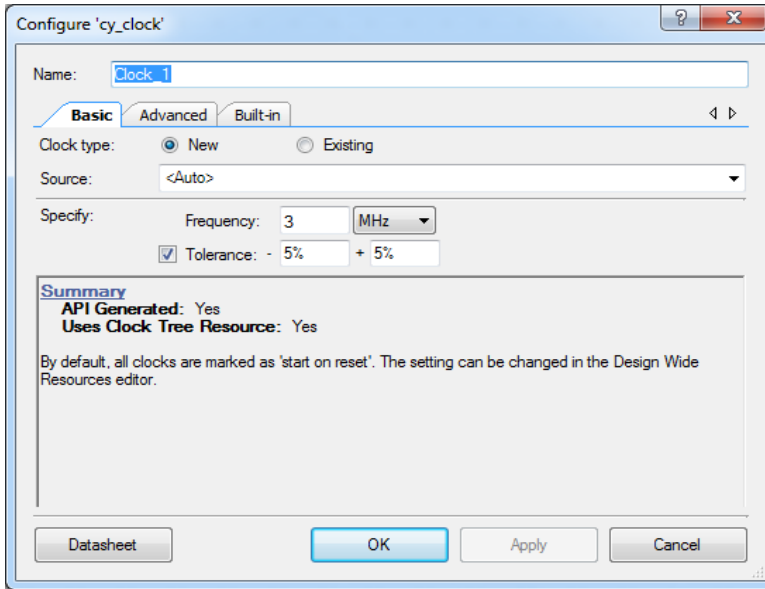 Configure 'cy_clock'
Name: Clock_1
Basic Advanced Built-in
Clock type: New Existing
Source: <Auto>
Specify: Frequency: 3 MHz
Tolerance: - 5% + 5%
Summary
API Generated: Yes
Uses Clock Tree Resource: Yes
By default, all clocks are marked as 'start on reset'. The setting can be changed in the Design Wide
Resources editor.
Datasheet OK Apply Cancel